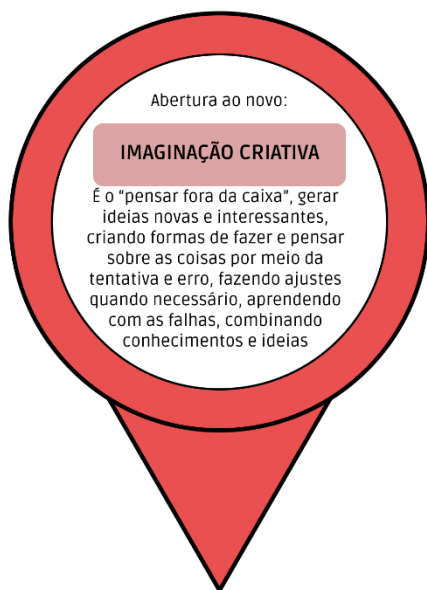 Abertura ao novo:
IMAGINAÇÃO CRIATIVA
É o “pensar fora da caixa”, gerar
ideias novas e interessantes,
criando formas de fazer e pensar
sobre as coisas por meio da
tentativa e erro, fazendo ajustes
quando necessário, aprendendo
com as falhas, combinando
conhecimentos e ideias